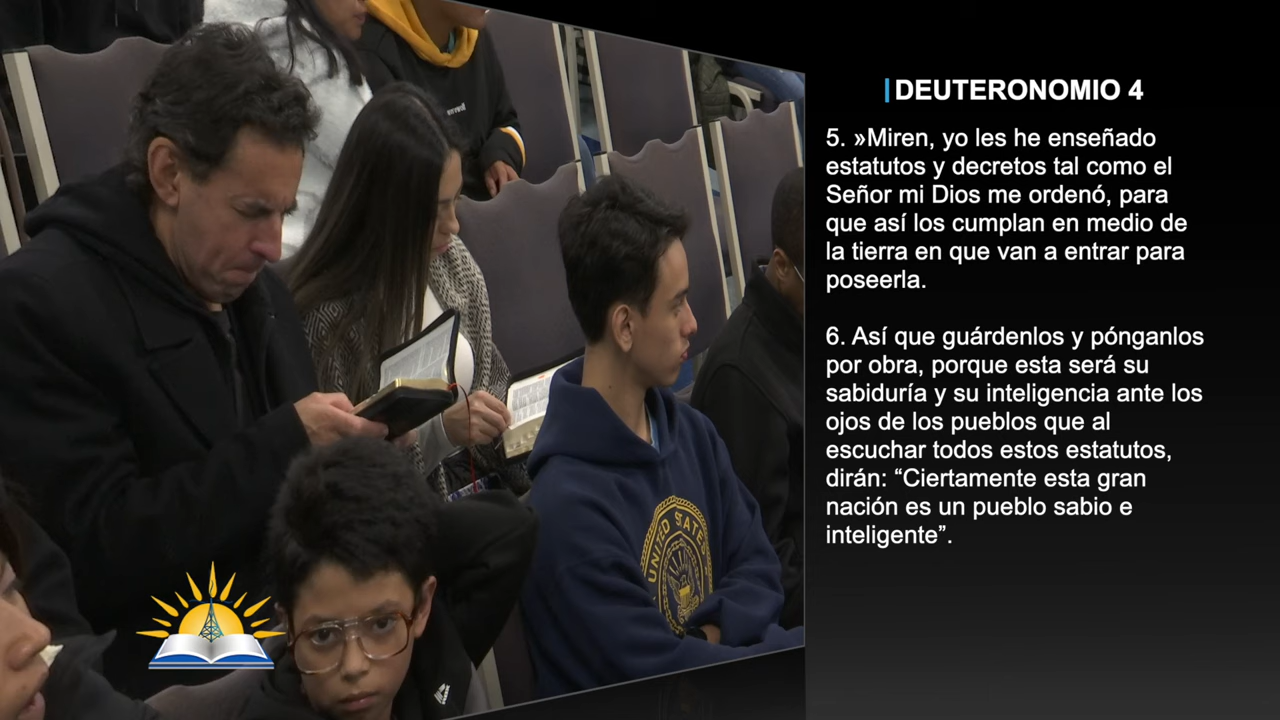 DEUTERONOMIO 4
5. »Miren, yo les he enseñado
estatutos y decretos tal como el
Señor mi Dios me ordenó, para
que así los cumplan en medio de
la tierra en que van a entrar para
poseerla.
6. Así que guárdenlos y pónganlos
por obra, porque esta será su
sabiduría y su inteligencia ante los
ojos de los pueblos que al
escuchar todos estos estatutos,
dirán: “Ciertamente esta gran
nación es un pueblo sabio e
inteligente”.
UNITED STATES